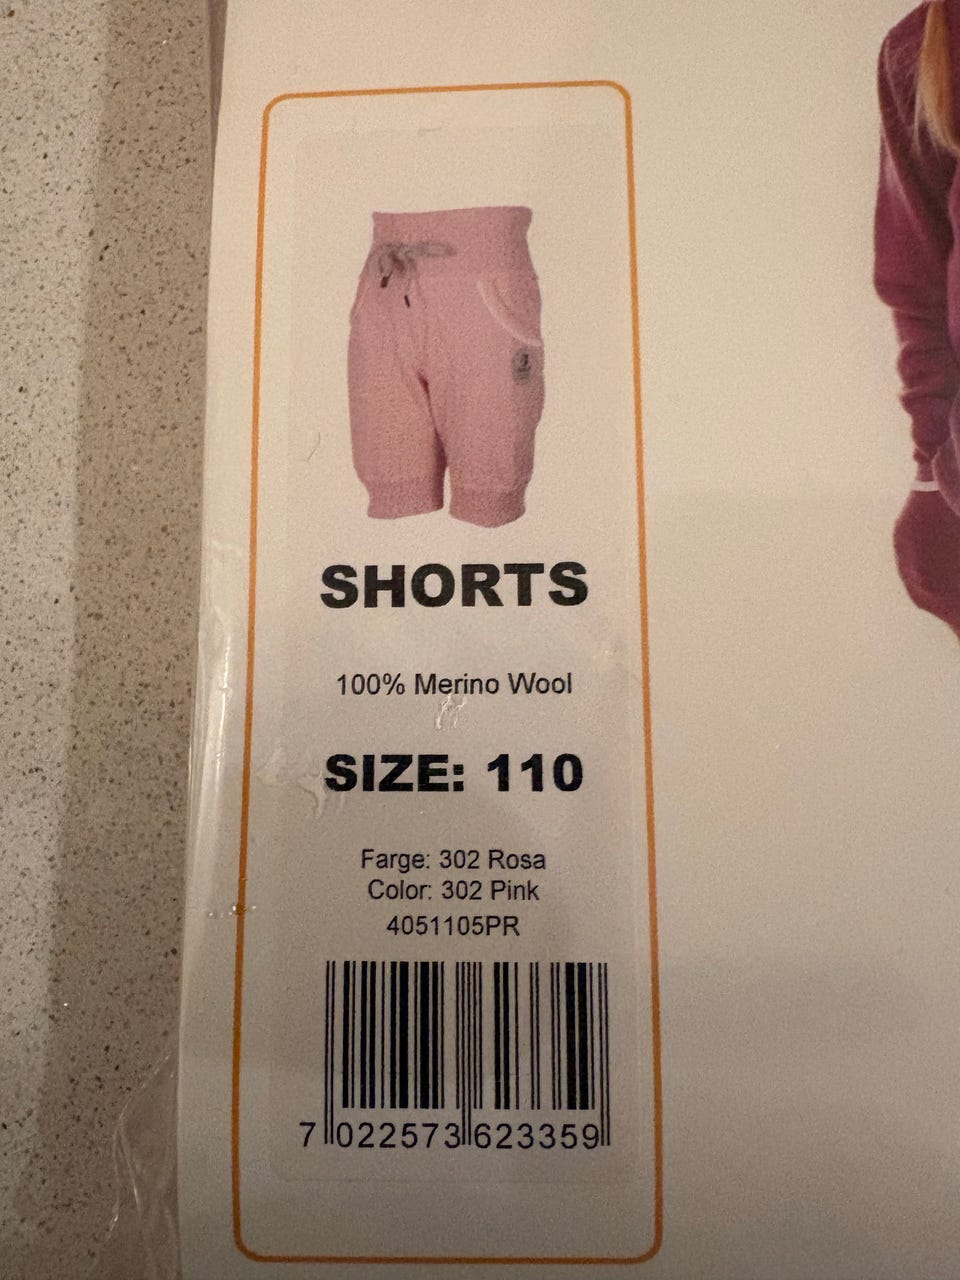 SHORTS
100% Merino Wool
SIZE: 110
Farge: 302 Rosa
Color: 302 Pink
4051105PR
7 022573 623359